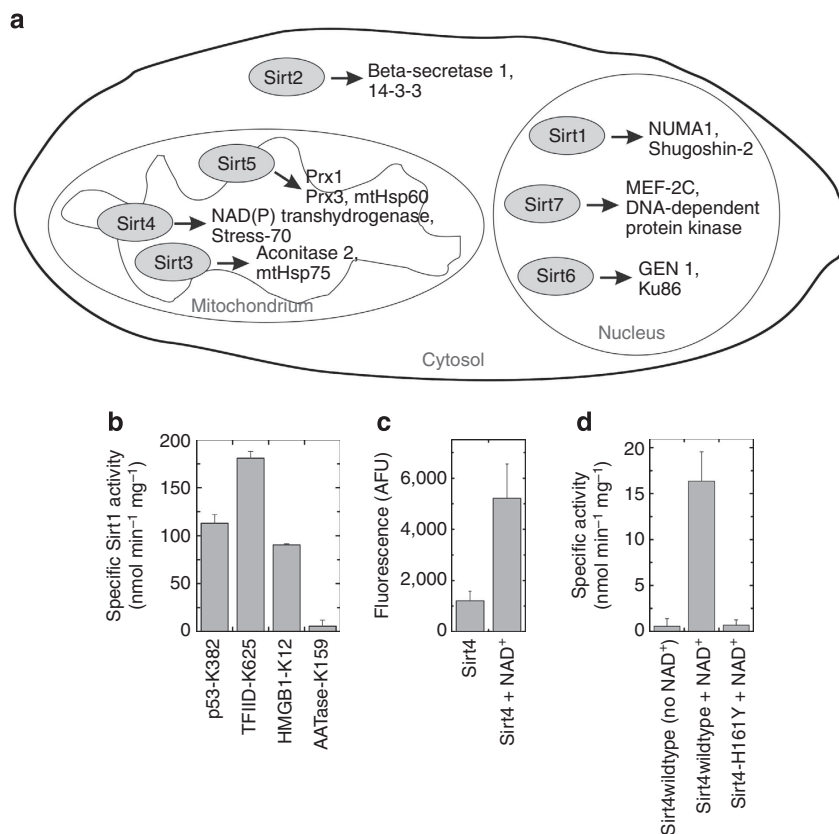 a
Sirt2
Beta-secretase 1,
14-3-3
Sirt1
NUMA1,
Shugoshin-2
Sirt5
Prx1
Prx3, mtHsp60
Sirt7
MEF-2C,
DNA-dependent
protein kinase
Sirt4
NAD(P) transhydrogenase,
Stress-70
Sirt3
Aconitase 2,
mtHsp75
Sirt6
GEN 1,
Ku86
Mitochondrium
Nucleus
Cytosol
b
Specific Sirt1 activity
(nmol min⁻¹ mg⁻¹)
200
150
100
50
0
p53-K382
TFIID-K625
HMGB1-K12
AATase-K159
c
Fluorescence (AFU)
6,000
4,000
2,000
0
Sirt4
Sirt4 + NAD⁺
d
Specific activity
(nmol min⁻¹ mg⁻¹)
20
15
10
5
0
Sirt4wildtype (no NAD⁺)
Sirt4wildtype + NAD⁺
Sirt4-H161Y + NAD⁺